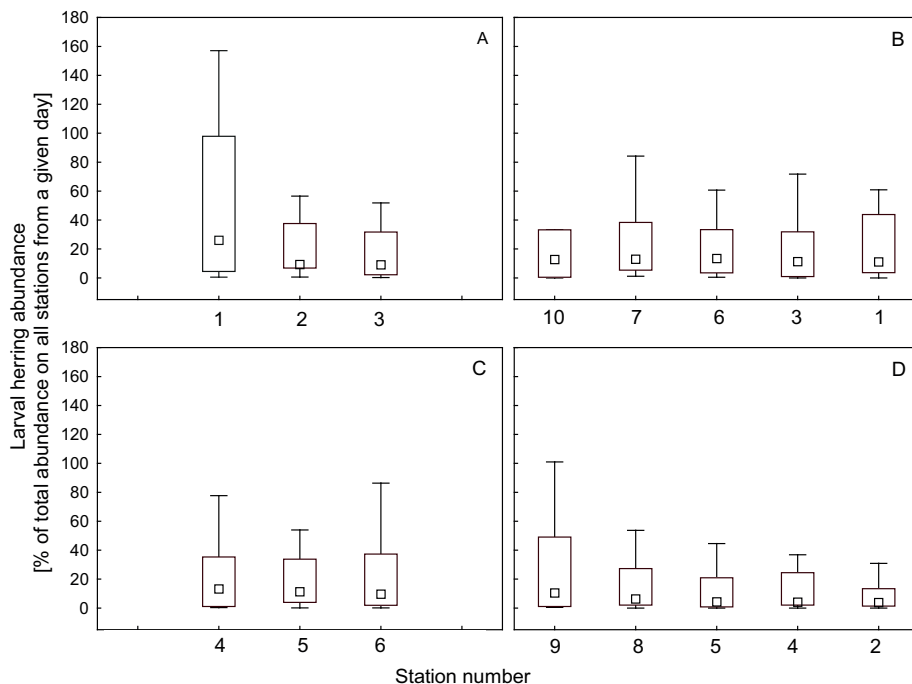 Larval herring abundance
[% of total abundance on all stations from a given day]
A
180
160
140
120
100
80
60
40
20
0
1 2 3
B
10 7 6 3 1
C
180
160
140
120
100
80
60
40
20
0
4 5 6
D
9 8 5 4 2
Station number